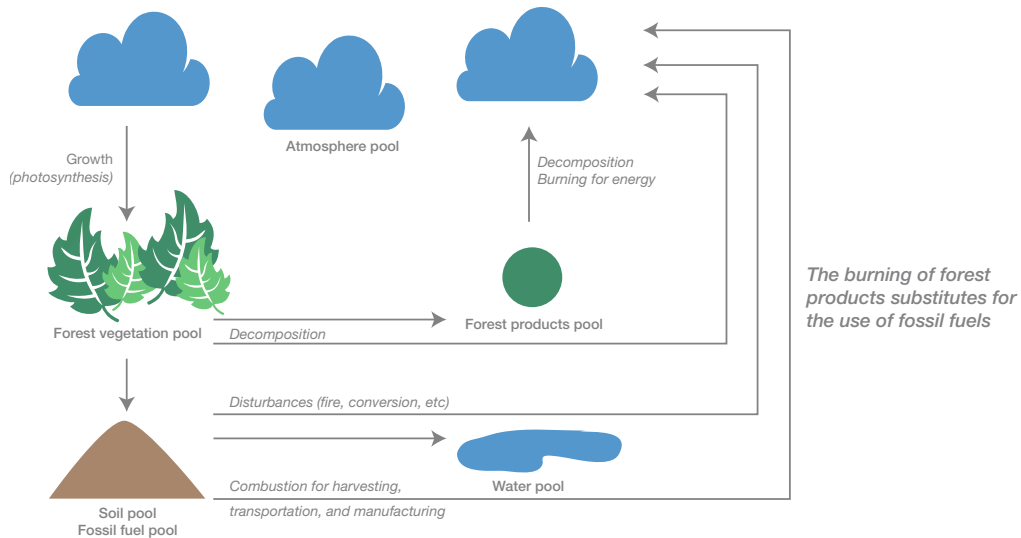 Atmosphere pool
Growth
(photosynthesis)
Decomposition
Burning for energy
Forest vegetation pool
Forest products pool
Decomposition
The burning of forest
products substitutes for
the use of fossil fuels
Disturbances (fire, conversion, etc)
Water pool
Combustion for harvesting,
transportation, and manufacturing
Soil pool
Fossil fuel pool